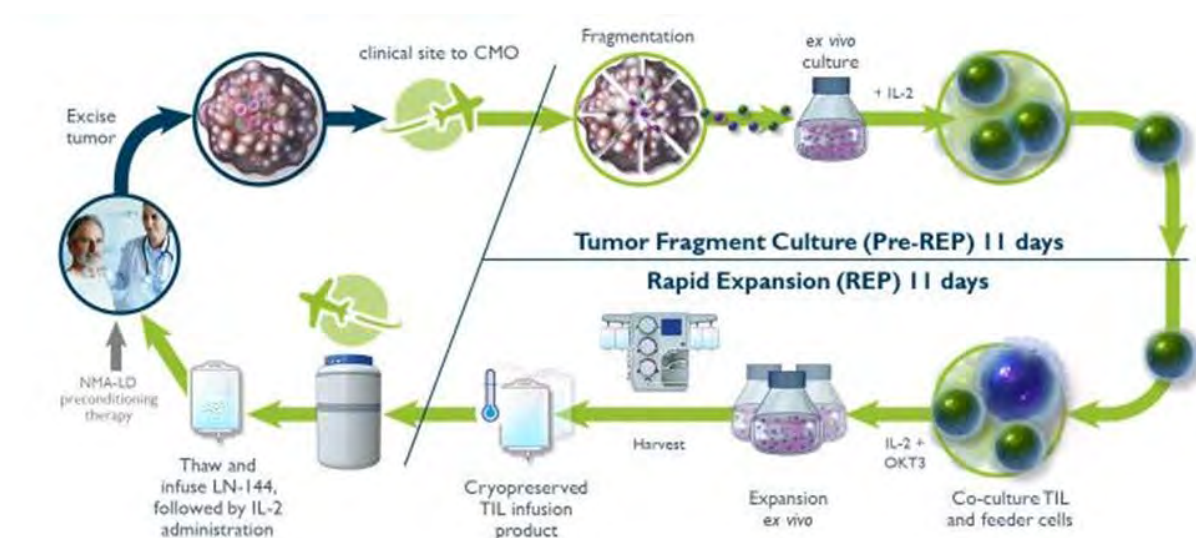 clinical site to CMO
Excise
tumor
Fragmentation
ex vivo
culture
+ IL-2
Tumor Fragment Culture (Pre-REP) 11 days
Rapid Expansion (REP) 11 days
NMA-LD
preconditioning
therapy
Thaw and
infuse LN-144,
followed by IL-2
administration
Cryopreserved
TIL infusion
product
Harvest
Expansion
ex vivo
IL-2 +
OKT3
Co-culture TIL
and feeder cells